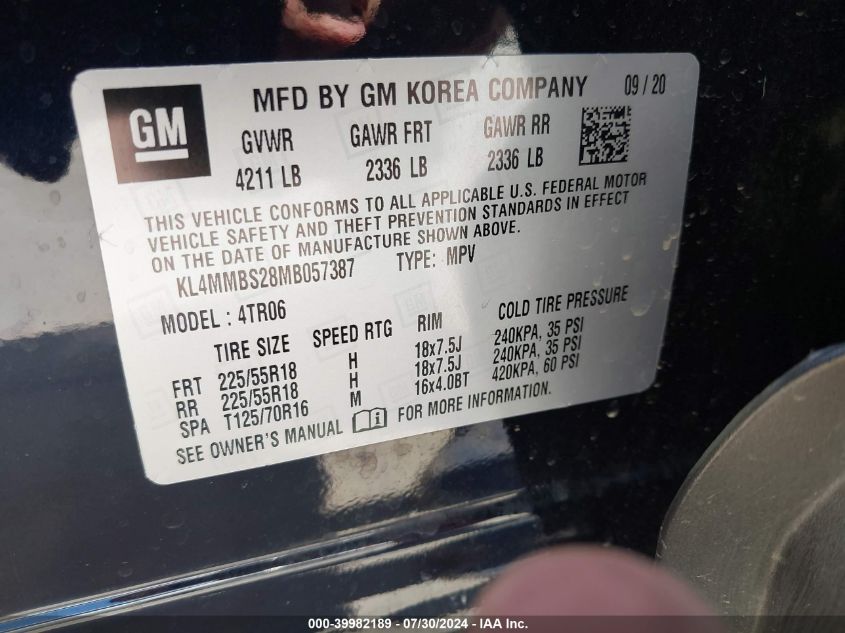 GM
MFD BY GM KOREA COMPANY 09 / 20
GVWR GAWR FRT GAWR RR
4211 LB 2336 LB 2336 LB
THIS VEHICLE CONFORMS TO ALL APPLICABLE U.S. FEDERAL MOTOR
VEHICLE SAFETY AND THEFT PREVENTION STANDARDS IN EFFECT
ON THE DATE OF MANUFACTURE SHOWN ABOVE.
KL4MMBS28MB057387 TYPE: MPV
MODEL : 4TR06
TIRE SIZE SPEED RTG RIM COLD TIRE PRESSURE
FRT 225/55R18 H 18x7.5J 240KPA, 35 PSI
RR 225/55R18 H 18x7.5J 240KPA, 35 PSI
SPA T125/70R16 M 16x4.0BT 420KPA, 60 PSI
SEE OWNER'S MANUAL i FOR MORE INFORMATION.
000-39982189 - 07/30/2024 - IAA Inc.